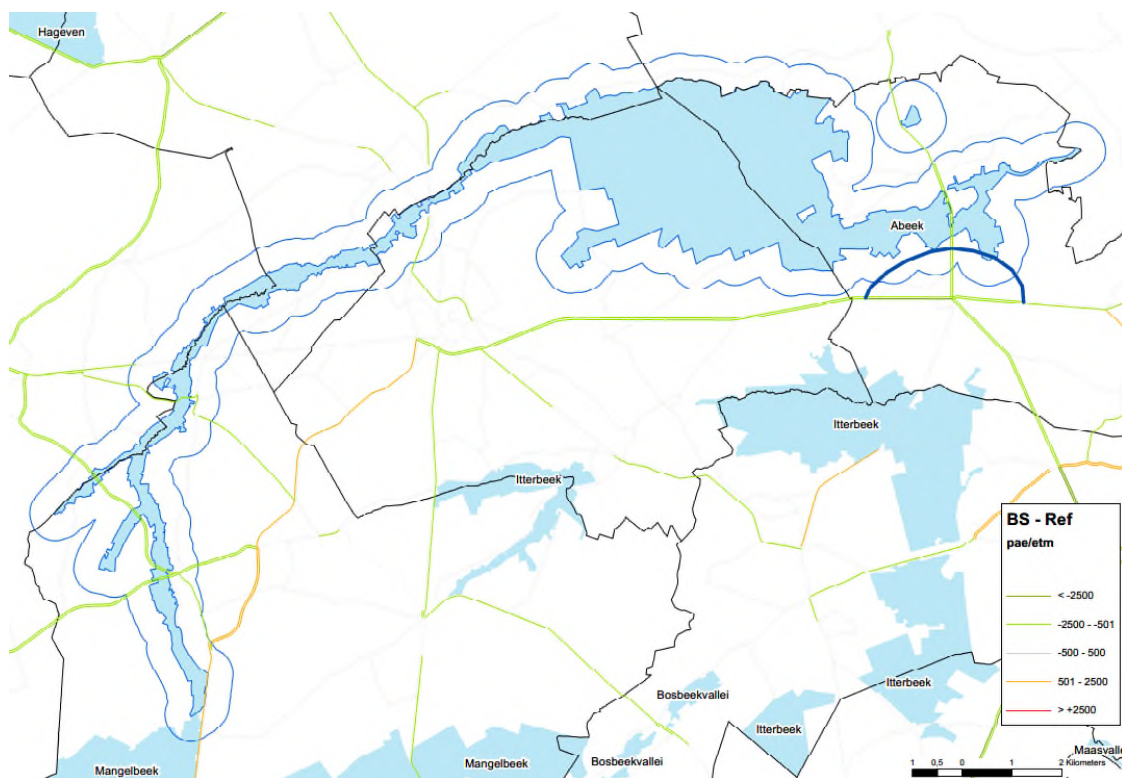 Hageven
Abeek
Itterbeek
Itterbeek
BS - Ref
pae/etm
< -2500
-2500 - -501
-500 - 500
501 - 2500
> +2500
Itterbeek
Bosbeekvallei
Itterbeek
Maasvalle
Bosbeekvallei
Mangelbeek
Mangelbeek
1 0,5 0 1 2 Kilometers